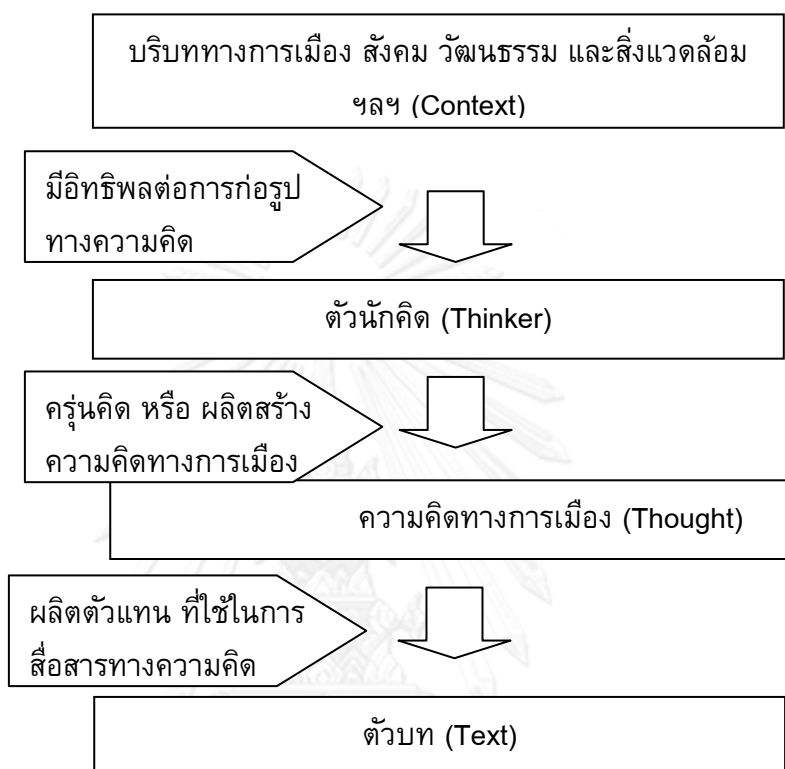 บริบททางการเมือง สังคม วัฒนธรรม และสิ่งแวดล้อม
ฯลฯ (Context)
มีอิทธิพลต่อการก่อรูป
ทางความคิด
ตัวนักคิด (Thinker)
ครุ่นคิด หรือ ผลิตสร้าง
ความคิดทางการเมือง
ความคิดทางการเมือง (Thought)
ผลิตตัวแทน ที่ใช้ในการ
สื่อสารทางความคิด
ตัวบท (Text)